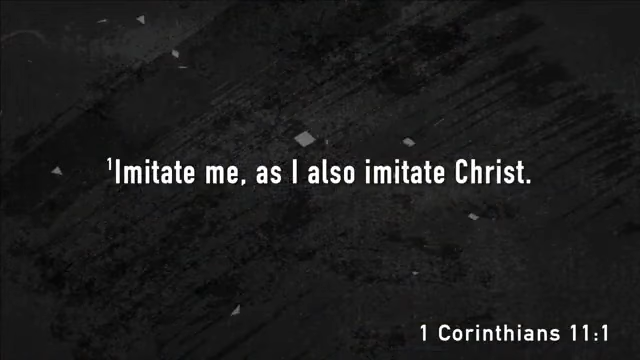 ¹Imitate me, as I also imitate Christ.
1 Corinthians 11:1